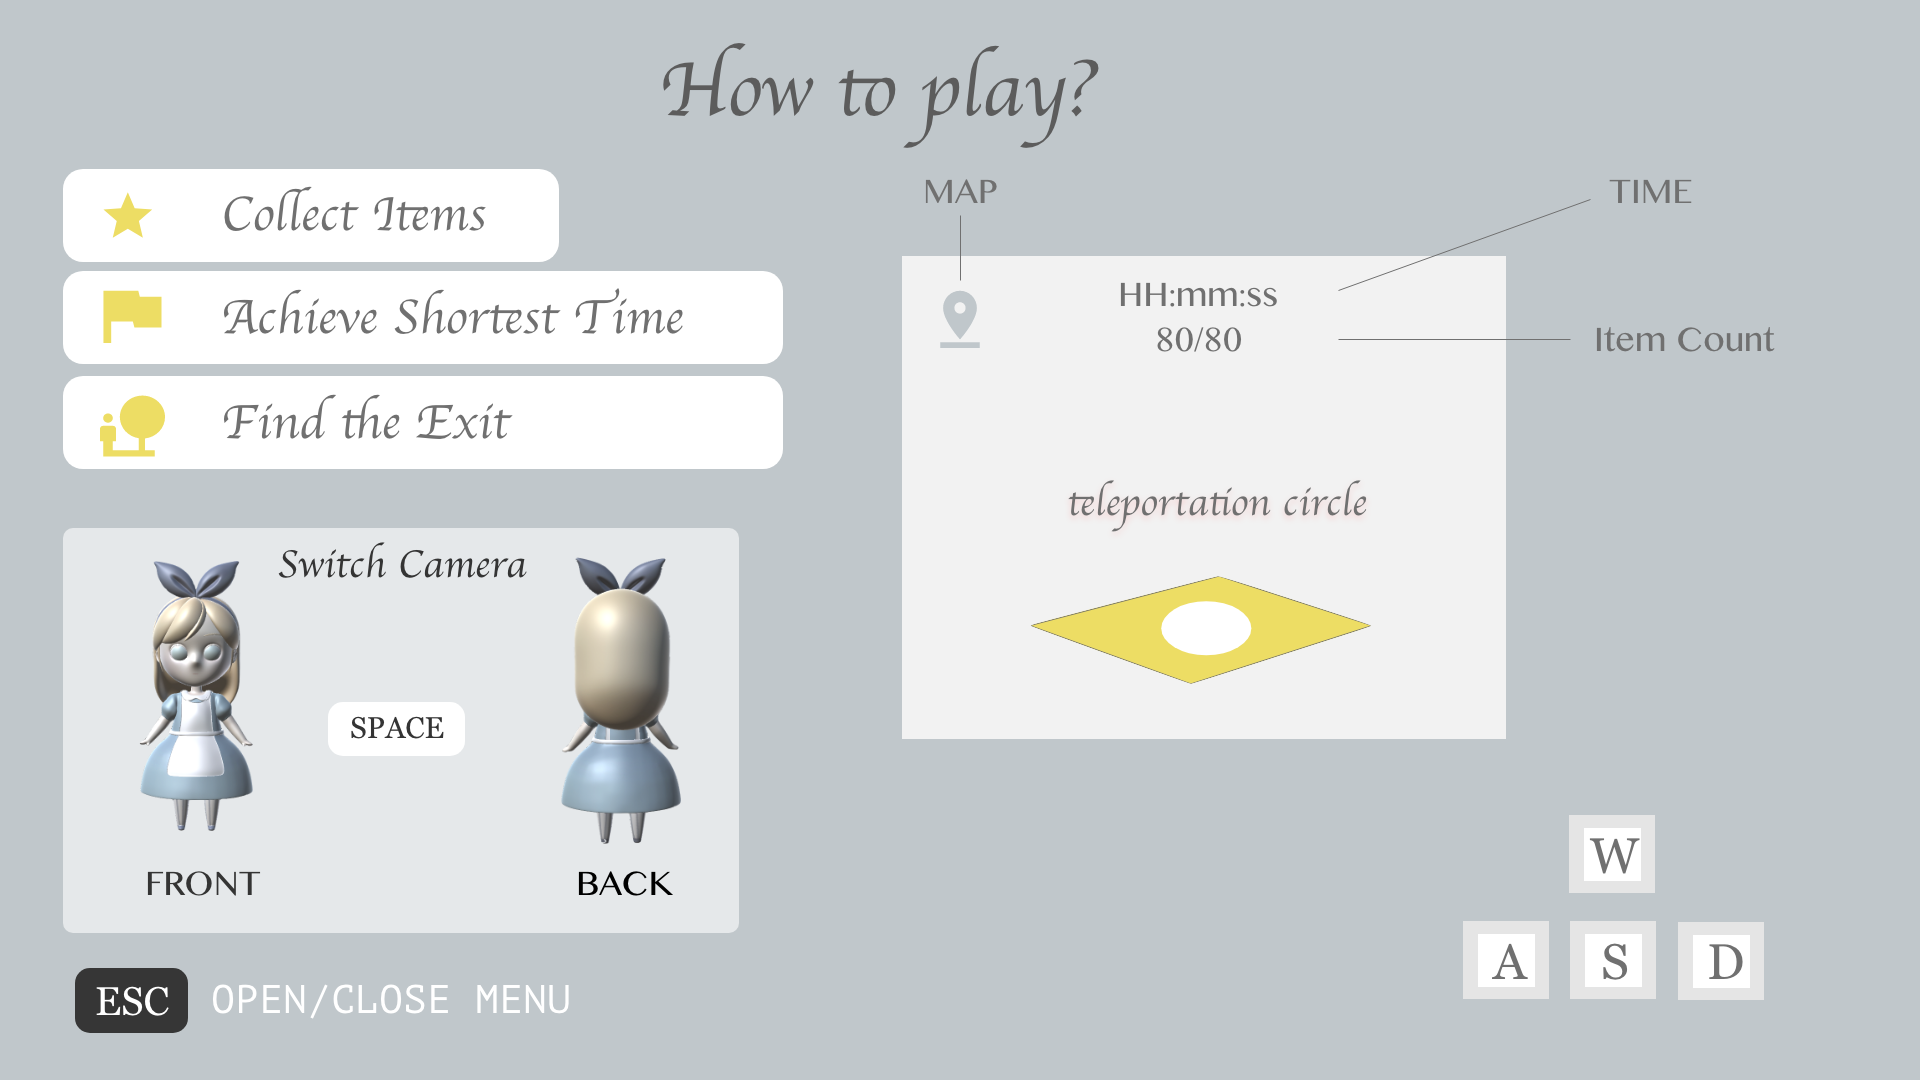 How to play?
Collect Items
Achieve Shortest Time
Find the Exit
MAP
TIME
HH:mm:ss
80/80
Item Count
teleportation circle
Switch Camera
SPACE
FRONT
BACK
ESC OPEN/CLOSE MENU
W
A S D